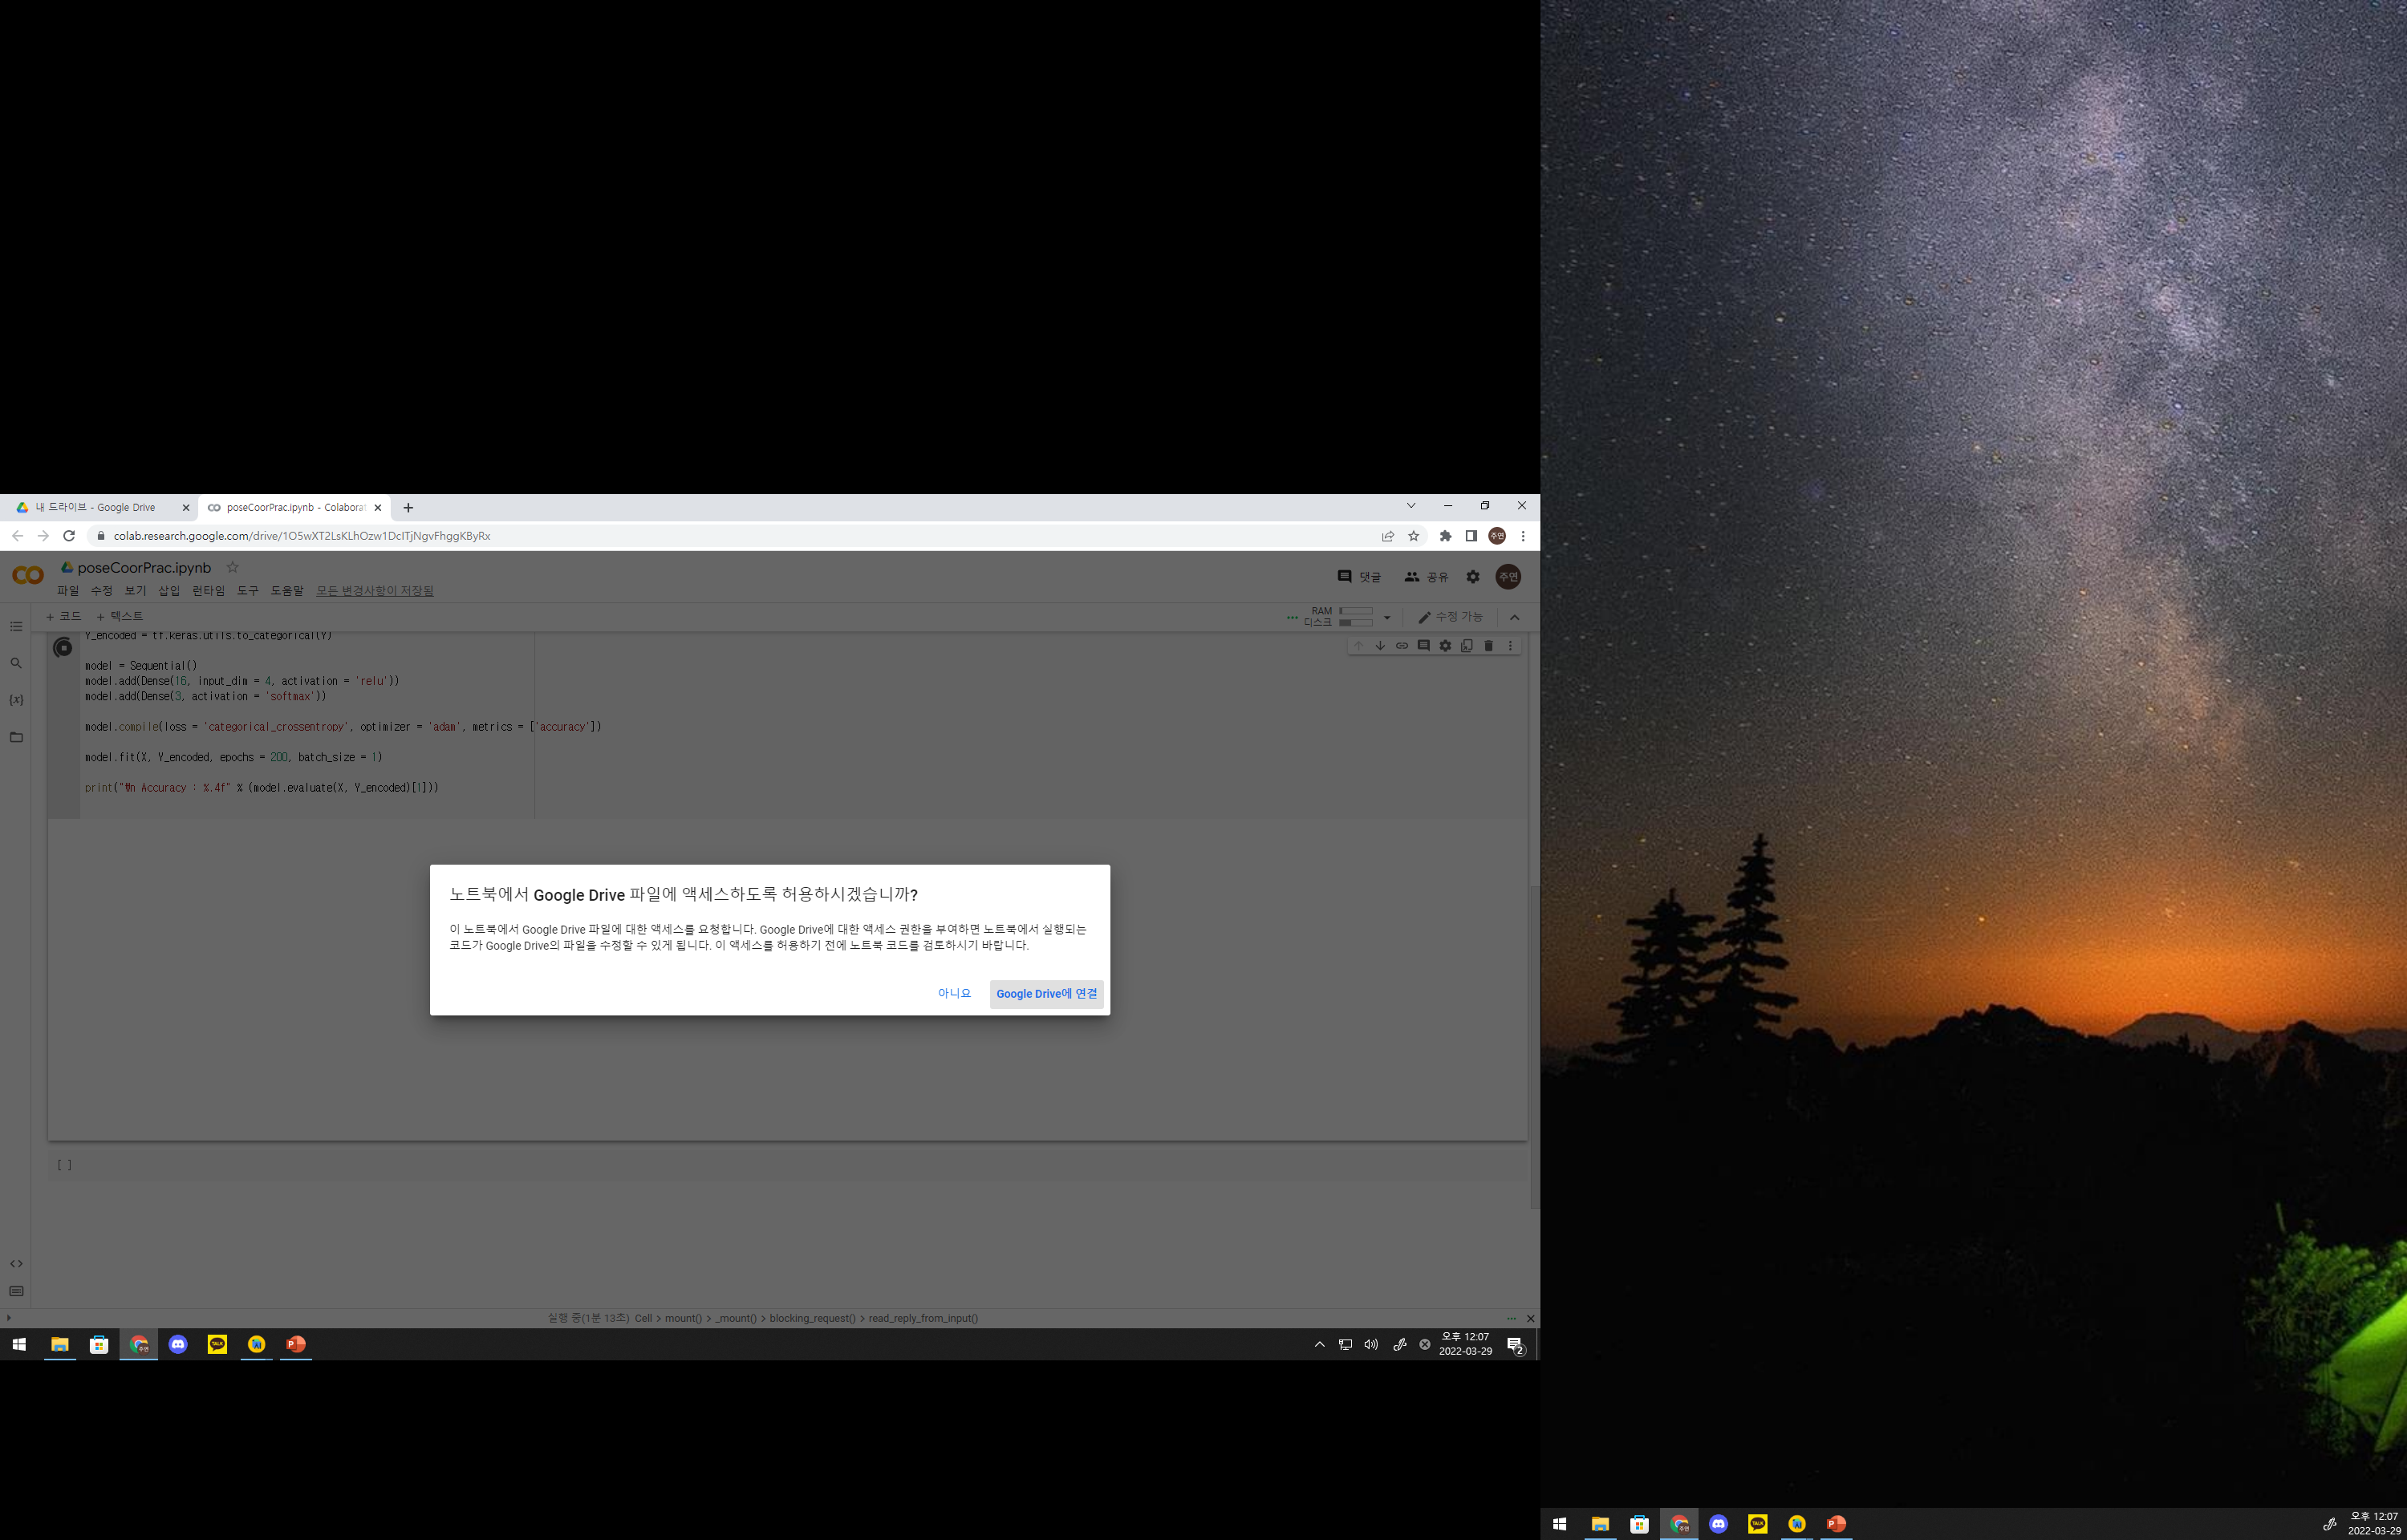 내 드라이브 - Google Drive
poseCoorPrac.ipynb - Colabora
colab.research.google.com/drive/1O5wXT2LsKLhOzw1DcITjNgvFhggKByRx
주연
poseCoorPrac.ipynb
파일 수정 보기 삽입 런타임 도구 도움말 모든 변경사항이 저장됨
댓글 공유 주연
+ 코드 + 텍스트
RAM
디스크
수정 가능
Y_encoded = tf.keras.utils.to_categorical(Y)
model = Sequential()
model.add(Dense(16, input_dim = 4, activation = 'relu'))
model.add(Dense(3, activation = 'softmax'))
model.compile(loss = 'categorical_crossentropy', optimizer = 'adam', metrics = ['accuracy'])
model.fit(X, Y_encoded, epochs = 200, batch_size = 1)
print("₩n Accuracy : %.4f" % (model.evaluate(X, Y_encoded)[1]))
노트북에서 Google Drive 파일에 액세스하도록 허용하시겠습니까?
이 노트북에서 Google Drive 파일에 대한 액세스를 요청합니다. Google Drive에 대한 액세스 권한을 부여하면 노트북에서 실행되는
코드가 Google Drive의 파일을 수정할 수 있게 됩니다. 이 액세스를 허용하기 전에 노트북 코드를 검토하시기 바랍니다.
아니요 Google Drive에 연결
[ ]
실행 중(1분 13초) Cell > mount() > _mount() > blocking_request() > read_reply_from_input()
TALK
오후 12:07
2022-03-29
2
TALK
오후 12:07
2022-03-29